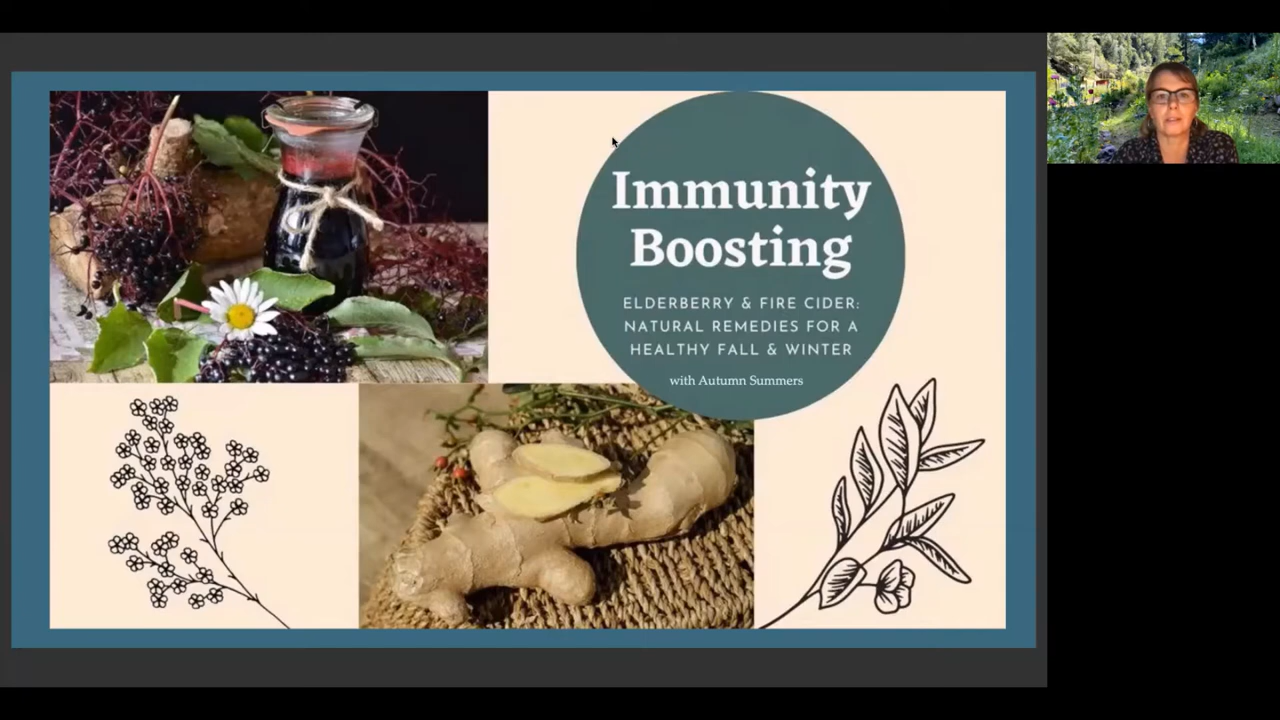 Immunity
Boosting
ELDERBERRY & FIRE CIDER:
NATURAL REMEDIES FOR A
HEALTHY FALL & WINTER
with Autumn Summers